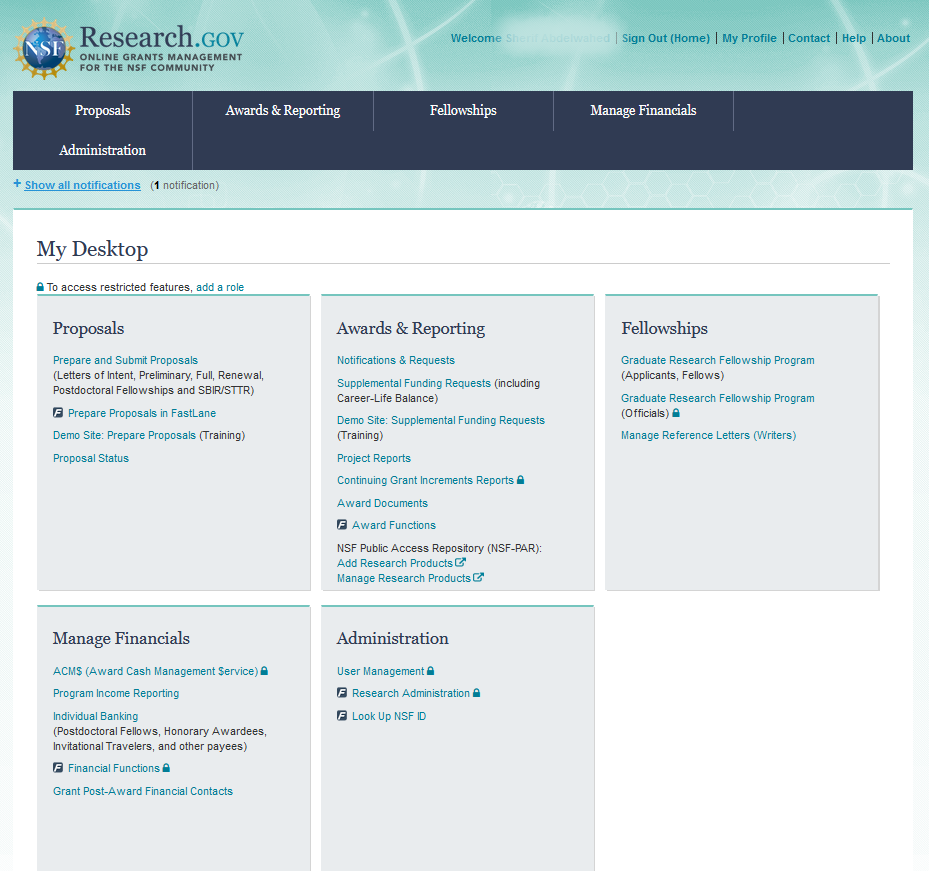 NSF
Research.GOV
ONLINE GRANTS MANAGEMENT
FOR THE NSF COMMUNITY
Welcome | Sign Out (Home) | My Profile | Contact | Help | About
Proposals
Awards & Reporting
Fellowships
Manage Financials
Administration
+ Show all notifications (1 notification)
My Desktop
To access restricted features, add a role
Proposals
Prepare and Submit Proposals
(Letters of Intent, Preliminary, Full, Renewal,
Postdoctoral Fellowships and SBIR/STTR)
F Prepare Proposals in FastLane
Demo Site: Prepare Proposals (Training)
Proposal Status
Awards & Reporting
Notifications & Requests
Supplemental Funding Requests (including
Career-Life Balance)
Demo Site: Supplemental Funding Requests
(Training)
Project Reports
Continuing Grant Increments Reports
Award Documents
F Award Functions
NSF Public Access Repository (NSF-PAR):
Add Research Products
Manage Research Products
Fellowships
Graduate Research Fellowship Program
(Applicants, Fellows)
Graduate Research Fellowship Program
(Officials)
Manage Reference Letters (Writers)
Manage Financials
ACM$ (Award Cash Management $ervice)
Program Income Reporting
Individual Banking
(Postdoctoral Fellows, Honorary Awardees,
Invitational Travelers, and other payees)
F Financial Functions
Grant Post-Award Financial Contacts
Administration
User Management
F Research Administration
F Look Up NSF ID